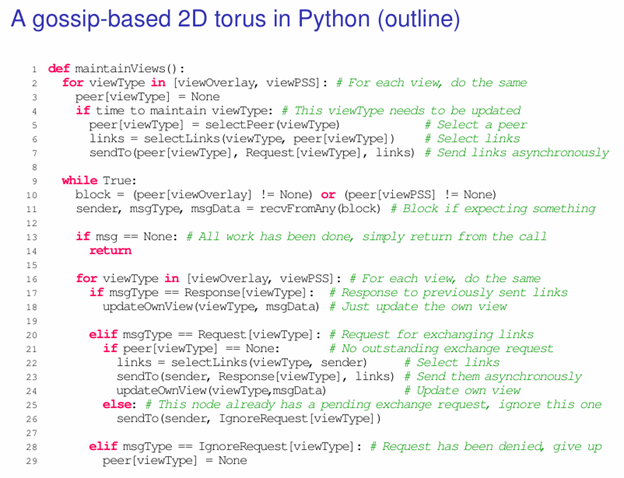 A gossip-based 2D torus in Python (outline)
1 def maintainViews():
2 for viewType in [viewOverlay, viewPSS]: # For each view, do the same
3 peer[viewType] = None
4 if time to maintain viewType: # This viewType needs to be updated
5 peer[viewType] = selectPeer(viewType) # Select a peer
6 links = selectLinks(viewType, peer[viewType]) # Select links
7 sendTo(peer[viewType], Request[viewType], links) # Send links asynchronously
8
9 while True:
10 block = (peer[viewOverlay] != None) or (peer[viewPSS] != None)
11 sender, msgType, msgData = recvFromAny(block) # Block if expecting something
12
13 if msg == None: # All work has been done, simply return from the call
14 return
15
16 for viewType in [viewOverlay, viewPSS]: # For each view, do the same
17 if msgType == Response[viewType]: # Response to previously sent links
18 updateOwnView(viewType, msgData) # Just update the own view
19
20 elif msgType == Request[viewType]: # Request for exchanging links
21 if peer[viewType] == None: # No outstanding exchange request
22 links = selectLinks(viewType, sender) # Select links
23 sendTo(sender, Response[viewType], links) # Send them asynchronously
24 updateOwnView(viewType,msgData) # Update own view
25 else: # This node already has a pending exchange request, ignore this one
26 sendTo(sender, IgnoreRequest[viewType])
27
28 elif msgType == IgnoreRequest[viewType]: # Request has been denied, give up
29 peer[viewType] = None